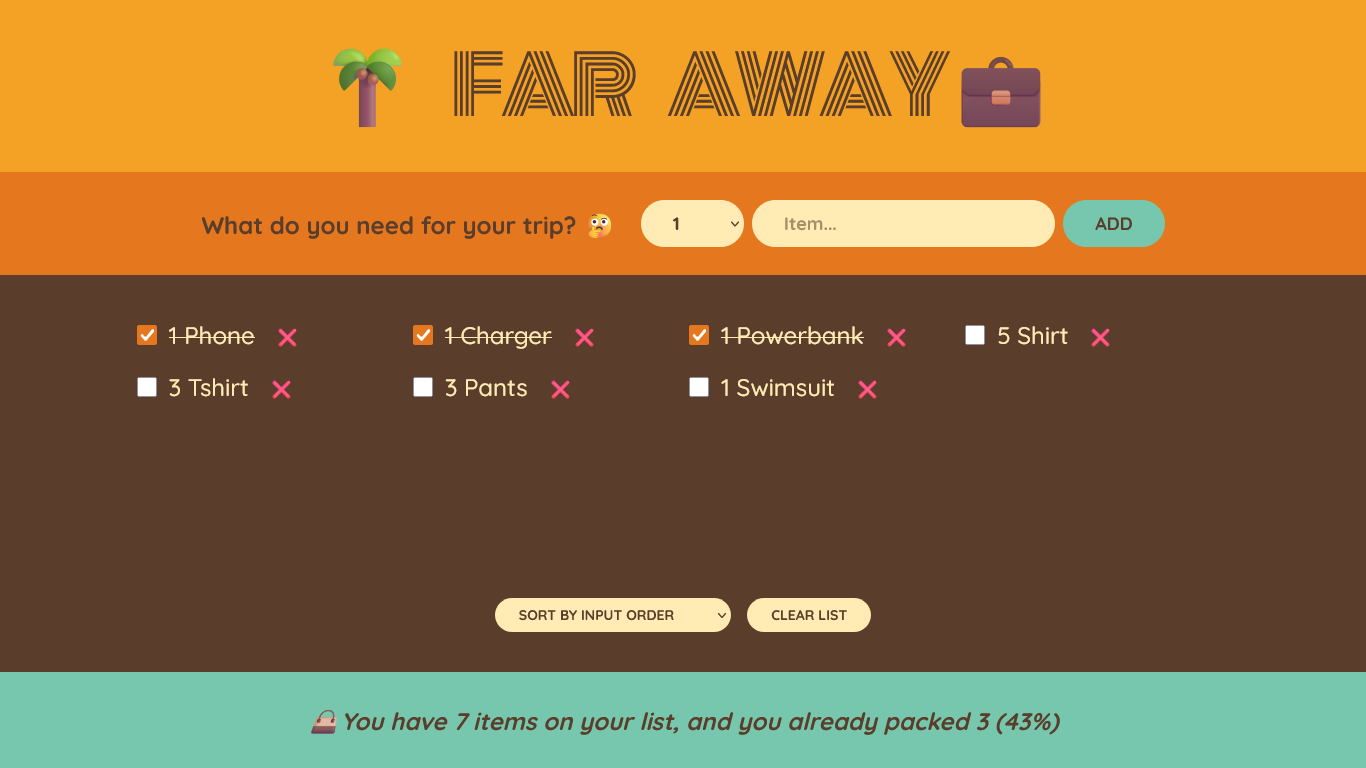 FAR AWAY
What do you need for your trip? 1 Item... ADD
1 Phone 1 Charger 1 Powerbank 5 Shirt
3 Tshirt 3 Pants 1 Swimsuit
SORT BY INPUT ORDER CLEAR LIST
You have 7 items on your list, and you already packed 3 (43%)